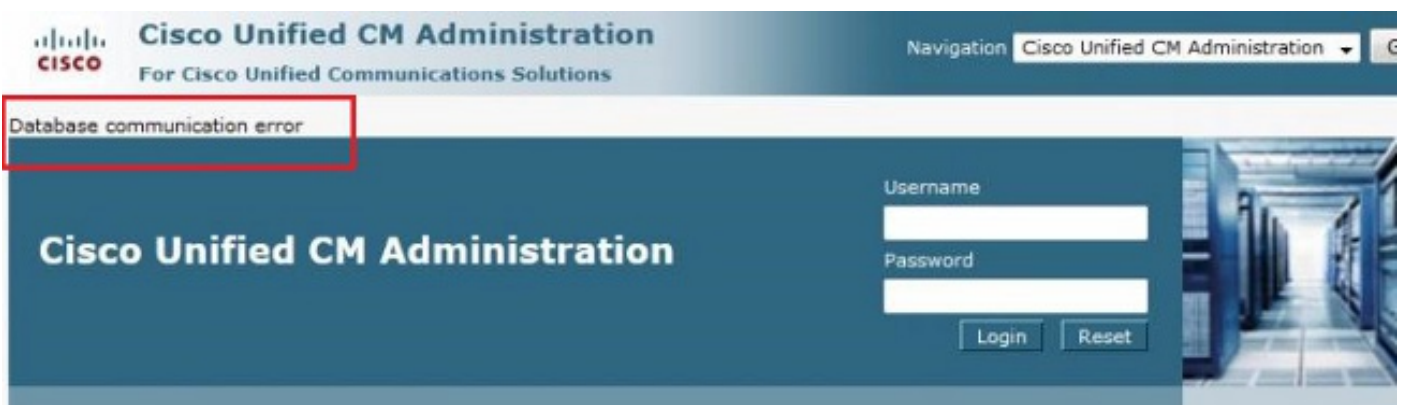 CISCO
Cisco Unified CM Administration
For Cisco Unified Communications Solutions
Navigation Cisco Unified CM Administration
Database communication error
Username
Cisco Unified CM Administration
Password
Login Reset